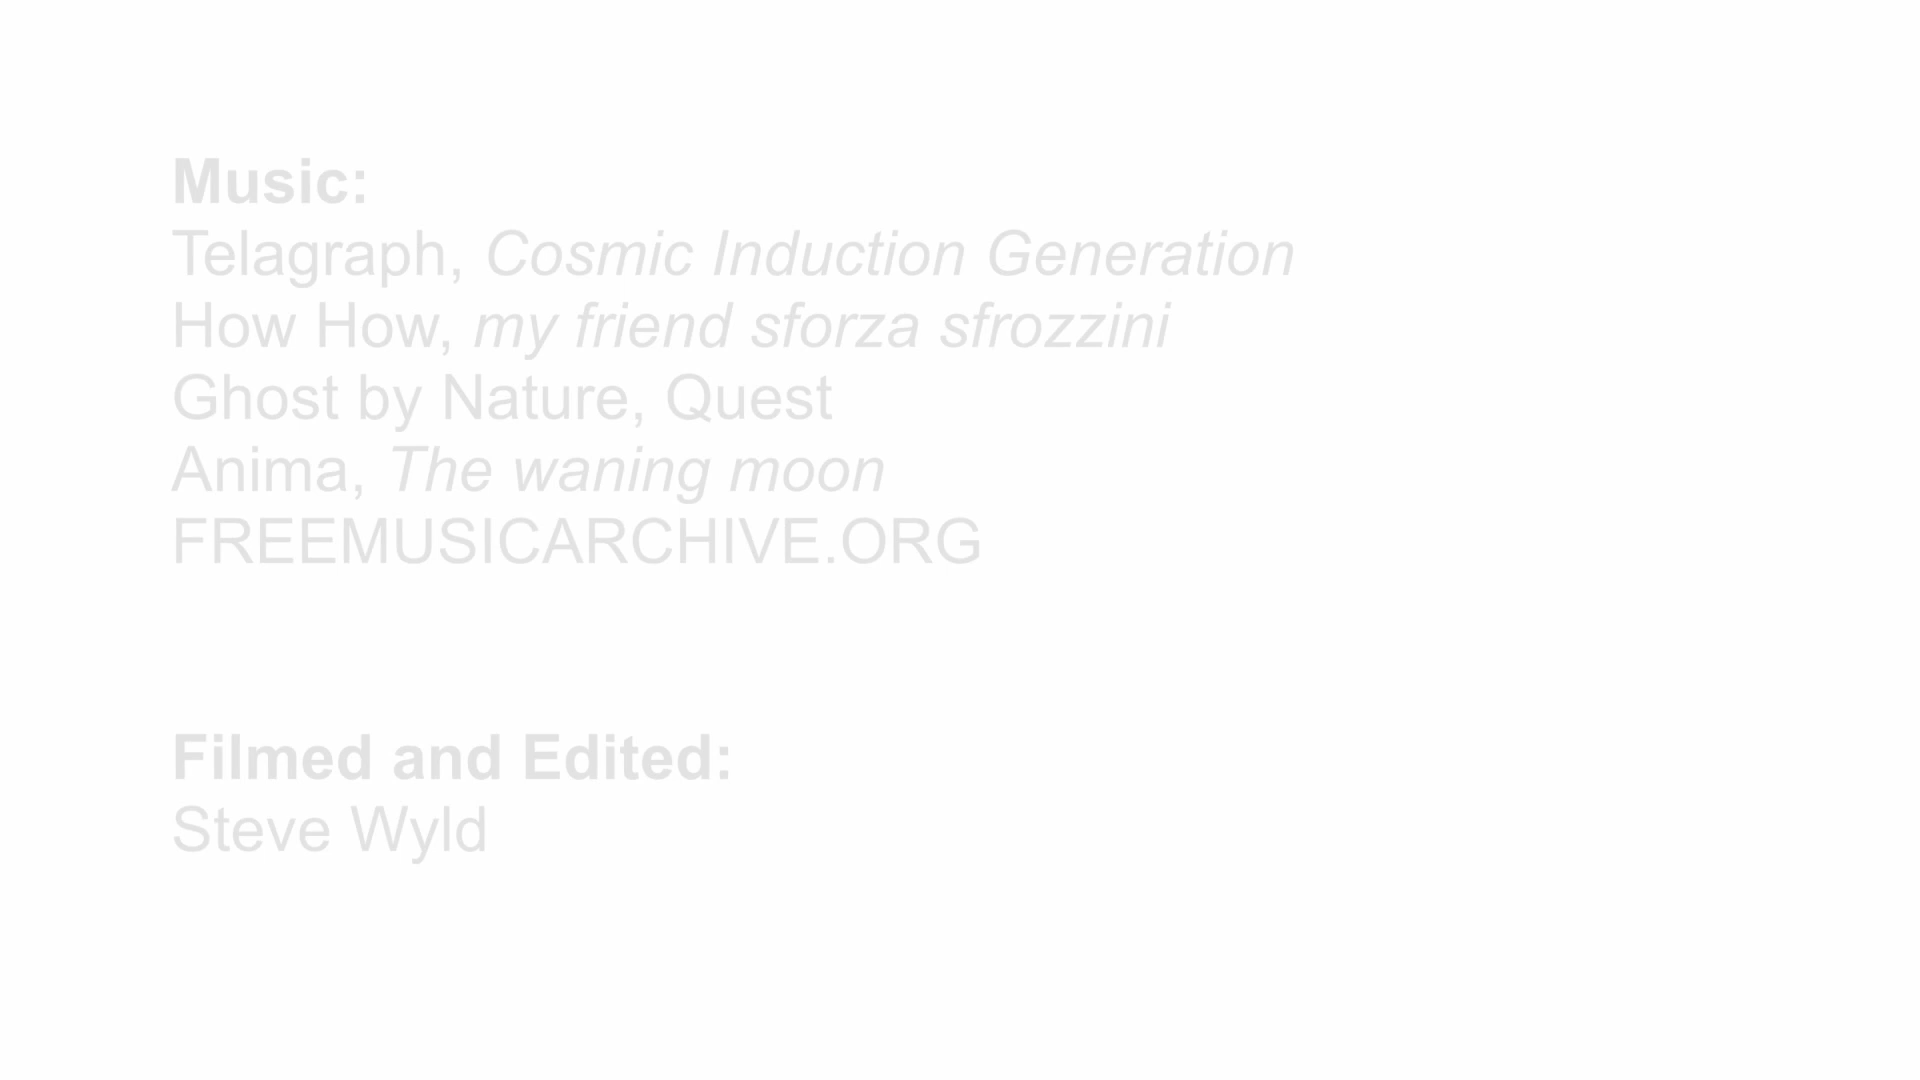 Music:
Telagraph, Cosmic Induction Generation
How How, my friend sforza sfrozzini
Ghost by Nature, Quest
Anima, The waning moon
FREEMUSICARCHIVE.ORG
Filmed and Edited:
Steve Wyld